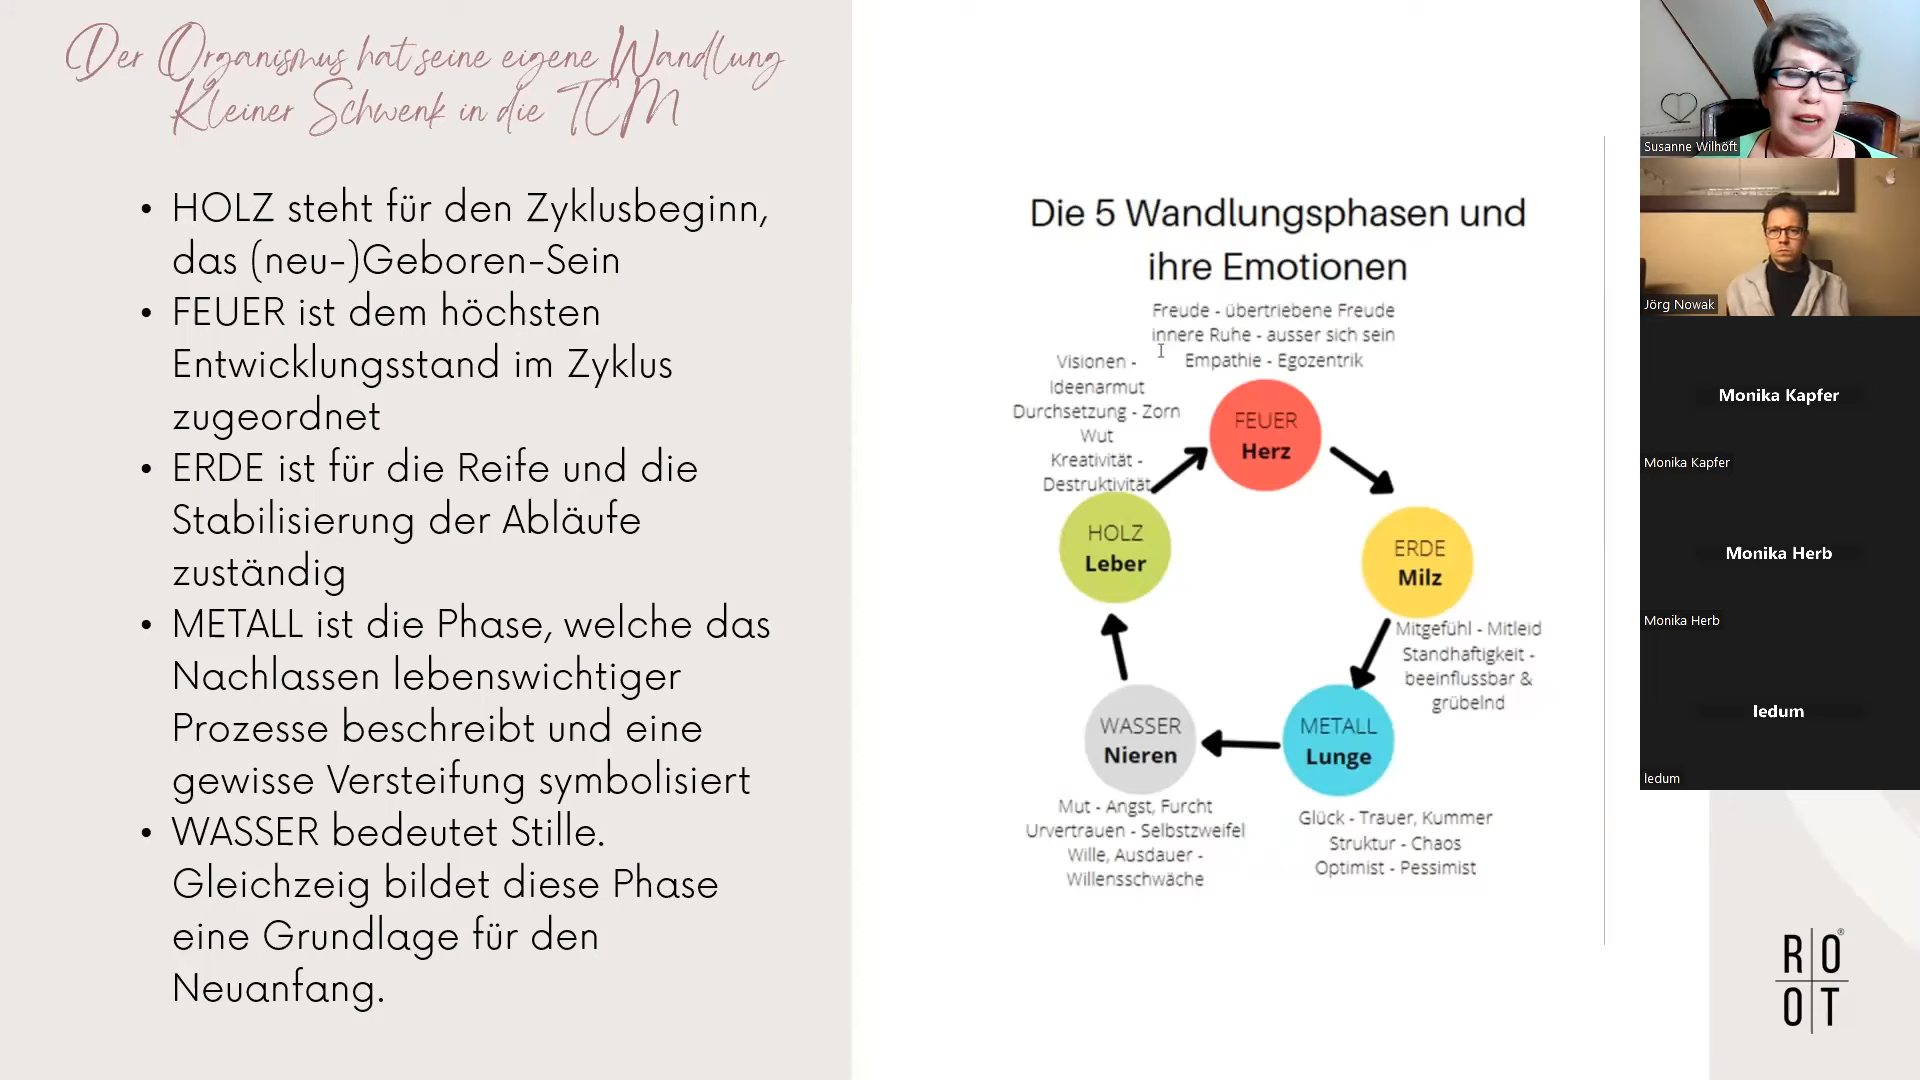 Der Organismus hat seine eigene Wandlung
Kleiner Schwenk in die TCM
• HOLZ steht für den Zyklusbeginn,
das (neu-)Geboren-Sein
• FEUER ist dem höchsten
Entwicklungsstand im Zyklus
zugeordnet
• ERDE ist für die Reife und die
Stabilisierung der Abläufe
zuständig
• METALL ist die Phase, welche das
Nachlassen lebenswichtiger
Prozesse beschreibt und eine
gewisse Versteifung symbolisiert
• WASSER bedeutet Stille.
Gleichzeig bildet diese Phase
eine Grundlage für den
Neuanfang.
Die 5 Wandlungsphasen und
ihre Emotionen
Freude - übertriebene Freude
innere Ruhe - ausser sich sein
Empathie - Egozentrik
Visionen -
Ideenarmut
Durchsetzung - Zorn
Wut
Kreativität -
Destruktivität
FEUER
Herz
HOLZ
Leber
ERDE
Milz
Mitgefühl - Mitleid
Standhaftigkeit -
beeinflussbar &
grübelnd
WASSER
Nieren
METALL
Lunge
Mut - Angst, Furcht
Urvertrauen - Selbstzweifel
Wille, Ausdauer -
Willensschwäche
Glück - Trauer, Kummer
Struktur - Chaos
Optimist - Pessimist
Susanne Wilhöft
Jörg Nowak
Monika Kapfer
Monika Kapfer
Monika Herb
Monika Herb
ledum
ledum
RO®
OT